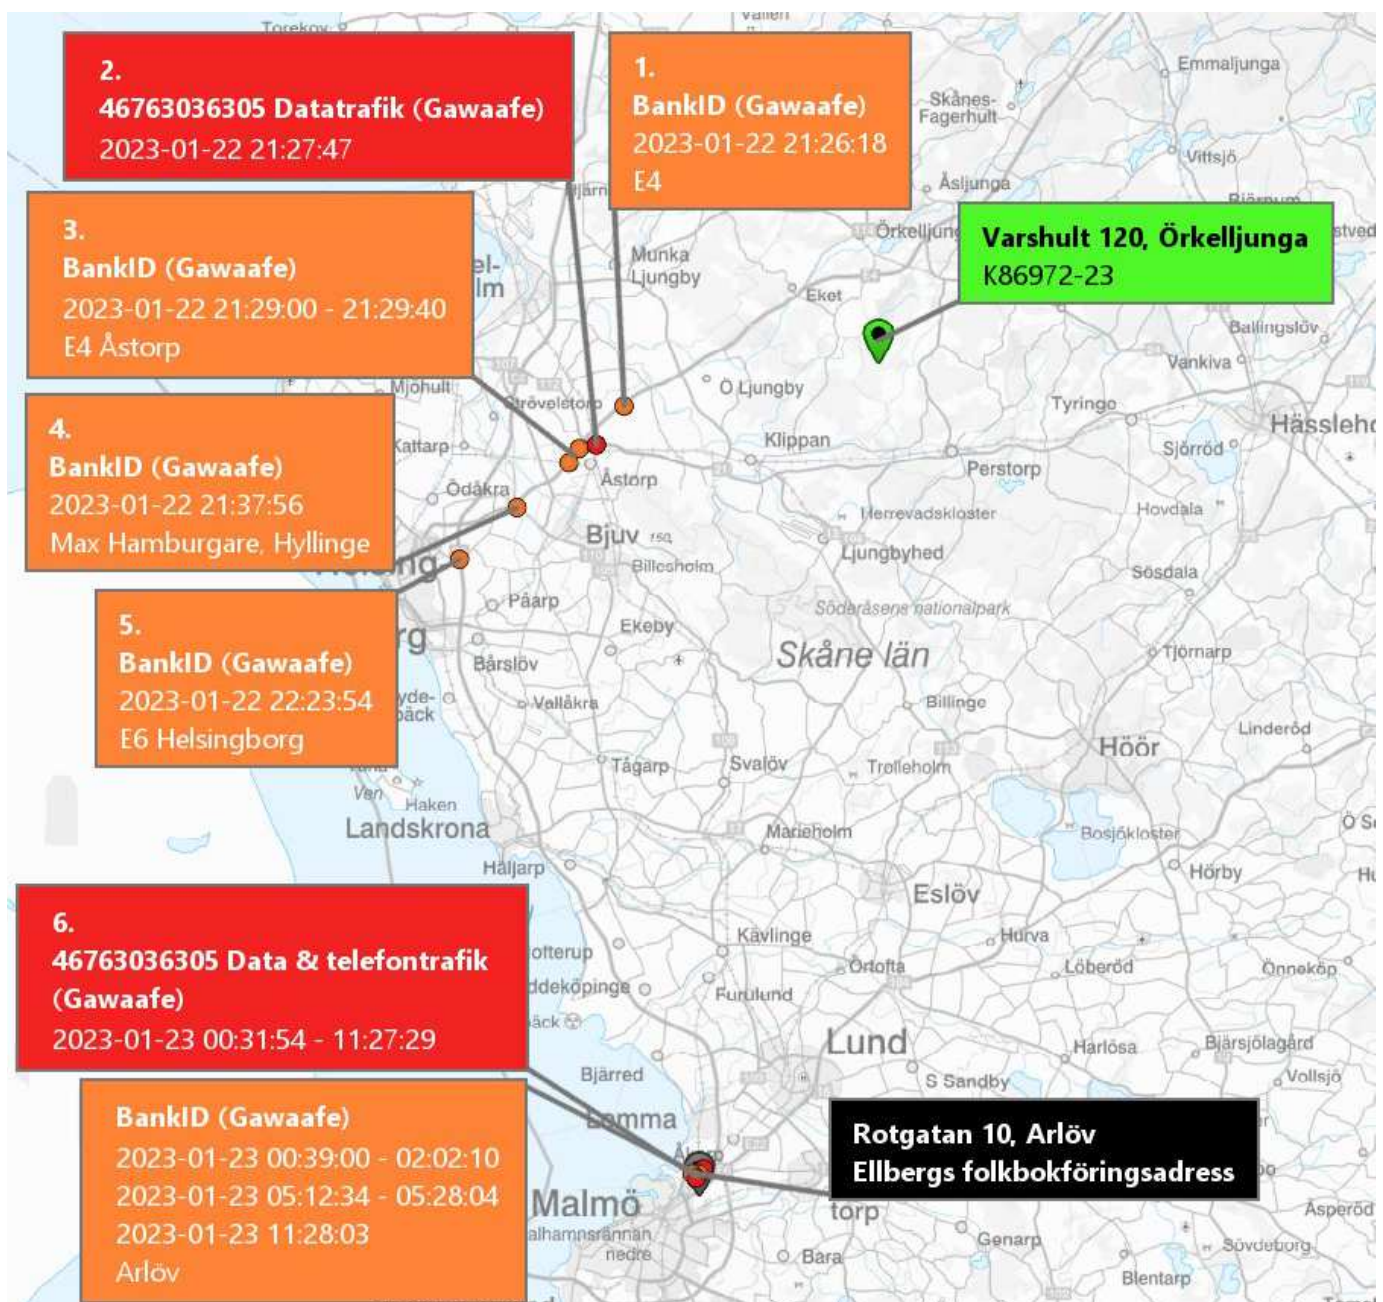 2.
46763036305 Datatrafik (Gawaafe)
2023-01-22 21:27:47
1.
BankID (Gawaafe)
2023-01-22 21:26:18
E4
3.
BankID (Gawaafe)
2023-01-22 21:29:00 - 21:29:40
E4 Åstorp
Varshult 120, Örkelljunga
K86972-23
4.
BankID (Gawaafe)
2023-01-22 21:37:56
Max Hamburgare, Hyllinge
5.
BankID (Gawaafe)
2023-01-22 22:23:54
E6 Helsingborg
6.
46763036305 Data & telefontrafik
(Gawaafe)
2023-01-23 00:31:54 - 11:27:29
BankID (Gawaafe)
2023-01-23 00:39:00 - 02:02:10
2023-01-23 05:12:34 - 05:28:04
2023-01-23 11:28:03
Arlöv
Rotgatan 10, Arlöv
Ellbergs folkbokföringsadress
Torekov
Emmaljunga
Skånes-
Fagerhult
Vittsjö
Åsljunga
Munka
Ljungby
Eket
Ballingslöv
Vankiva
Mjöhult
Strövelstorp
Ö Ljungby
Tyringe
Kattarp
Klippan
Perstorp
Sjörröd
Åstorp
Ödåkra
Herrevadskloster
Hovdala
Bjuv
Billesholm
Ljungbyhed
Sösdala
Påarp
Söderåsens nationalpark
Ekeby
Skåne län
Bårslöv
Tjörnarp
Vallåkra
Billinge
Linderöd
Höör
Tågarp
Svalöv
Trolleholm
Ven
Haken
Landskrona
Marieholm
Bosjökloster
Häljarp
Hörby
Eslöv
Kävlinge
Hurva
Örtofta
Löberöd
Önneköp
Furulund
Lund
Harlösa
Bjärsjölagård
Vollsjö
Bjärred
S Sandby
Lomma
Malmö
Bara
Genarp
Sövdeborg
Blentarp